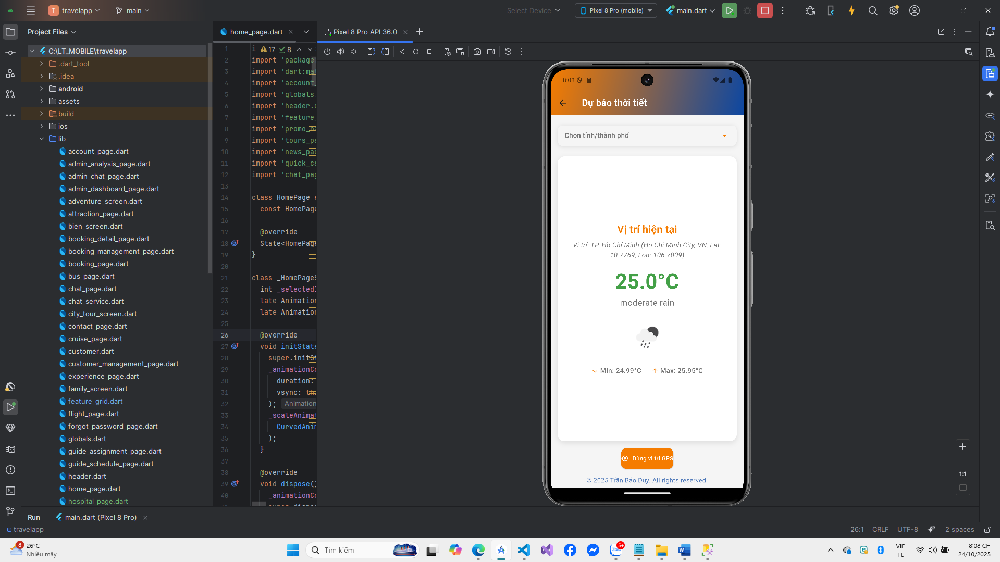 T travelapp
main
Select Device
Pixel 8 Pro (mobile)
main.dart
Project Files
home_page.dart
Pixel 8 Pro API 36.0
C:\LT_MOBILE\travelapp
.dart_tool
.idea
android
assets
build
ios
lib
account_page.dart
admin_analysis_page.dart
admin_chat_page.dart
admin_dashboard_page.dart
adventure_screen.dart
attraction_page.dart
bien_screen.dart
booking_detail_page.dart
booking_management_page.dart
booking_page.dart
bus_page.dart
chat_page.dart
chat_service.dart
city_tour_screen.dart
contact_page.dart
cruise_page.dart
customer.dart
customer_management_page.dart
experience_page.dart
family_screen.dart
feature_grid.dart
flight_page.dart
forgot_password_page.dart
globals.dart
guide_assignment_page.dart
guide_schedule_page.dart
header.dart
home_page.dart
hospital_page.dart
1 i 17 8
2 import 'package:
3 import 'dart:mat
4 import 'account_
5 import 'globals.
6 import 'header.d
7 import 'feature_
8 import 'promo_ba
9 import 'tours_pa
10 import 'news_pag
11 import 'quick_ca
12 import 'chat_pag
13
14 class HomePage e
15 const HomePage
16
17 @override
18 State<HomePage
19 }
20
21 class _HomePageS
22 int _selectedI
23 late Animation
24 late Animation
25
26 @override
27 void initState
28 super.initSt
29 _animationCo
30 duration:
31 vsync: thi
32 ); Animation
33 _scaleAnimat
34 CurvedAnim
35 );
36 }
37
38 @override
39 void dispose()
40 _animationCo
8:08
Dự báo thời tiết
Chọn tỉnh/thành phố
Vị trí hiện tại
Vị trí: TP. Hồ Chí Minh (Ho Chi Minh City, VN, Lat:
10.7769, Lon: 106.7009)
25.0°C
moderate rain
Min: 24.99°C Max: 25.95°C
Dùng vị trí GPS
© 2025 Trần Bảo Duy. All rights reserved.
1:1
Run
main.dart (Pixel 8 Pro)
travelapp
26:1 CRLF UTF-8 2 spaces
8
26°C
Nhiều mây
Tìm kiếm
Zalo
5+
VIE
TL
8:08 CH
24/10/2025